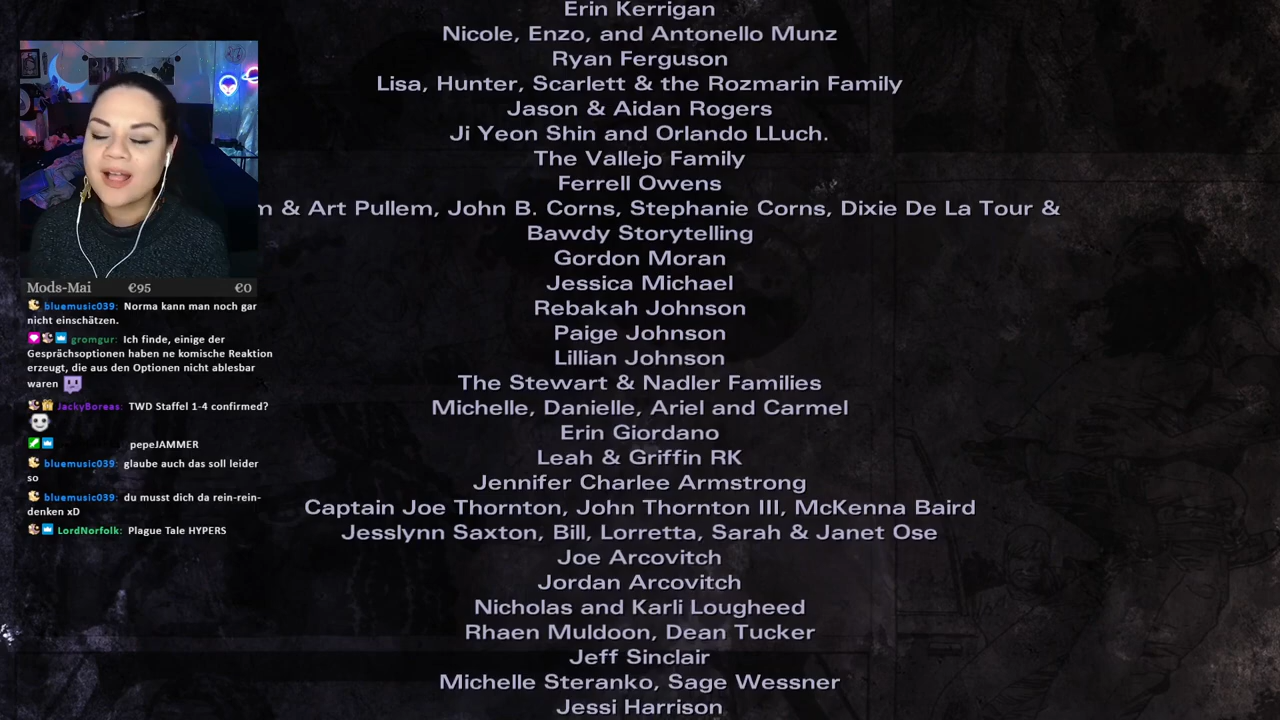 Erin Kerrigan
Nicole, Enzo, and Antonello Munz
Ryan Ferguson
Lisa, Hunter, Scarlett & the Rozmarin Family
Jason & Aidan Rogers
Ji Yeon Shin and Orlando LLuch.
The Vallejo Family
Ferrell Owens
& Art Pullem, John B. Corns, Stephanie Corns, Dixie De La Tour &
Bawdy Storytelling
Gordon Moran
Jessica Michael
Rebakah Johnson
Paige Johnson
Lillian Johnson
The Stewart & Nadler Families
Michelle, Danielle, Ariel and Carmel
Erin Giordano
Leah & Griffin RK
Jennifer Charlee Armstrong
Captain Joe Thornton, John Thornton III, McKenna Baird
Jesslynn Saxton, Bill, Lorretta, Sarah & Janet Ose
Joe Arcovitch
Jordan Arcovitch
Nicholas and Karli Lougheed
Rhaen Muldoon, Dean Tucker
Jeff Sinclair
Michelle Steranko, Sage Wessner
Jessi Harrison
Mods-Mai €95 €0
bluemusic039: Norma kann man noch gar
nicht einschätzen.
gromgur: Ich finde, einige der
Gesprächsoptionen haben ne komische Reaktion
erzeugt, die aus den Optionen nicht ablesbar
waren
JackyBoreas: TWD Staffel 1-4 confirmed?
pepeJAMMER
bluemusic039: glaube auch das soll leider
so
bluemusic039: du musst dich da rein-rein-
denken xD
LordNorfolk: Plague Tale HYPERS